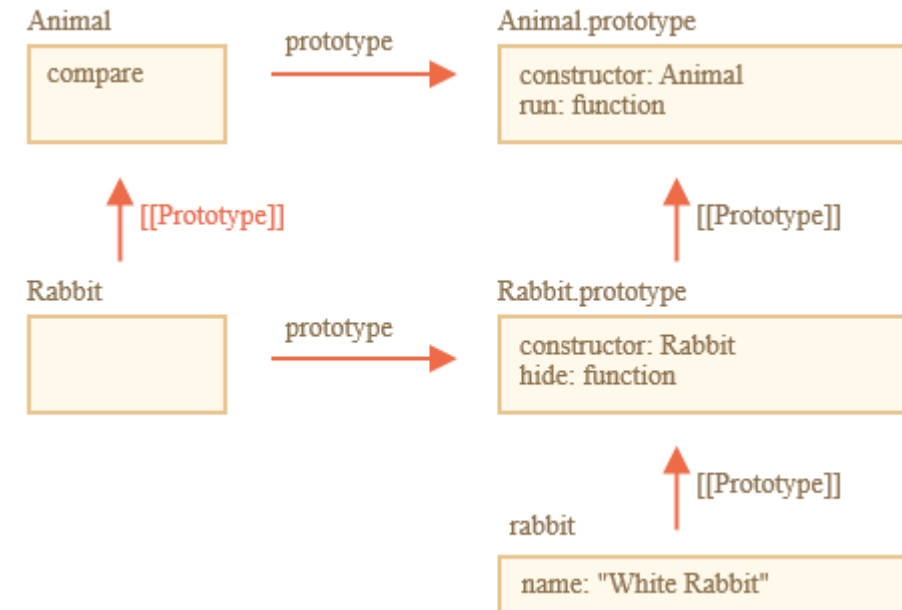 Animal
prototype
Animal.prototype
compare
constructor: Animal
run: function
[[Prototype]]
[[Prototype]]
Rabbit
prototype
Rabbit.prototype
constructor: Rabbit
hide: function
[[Prototype]]
rabbit
name: "White Rabbit"